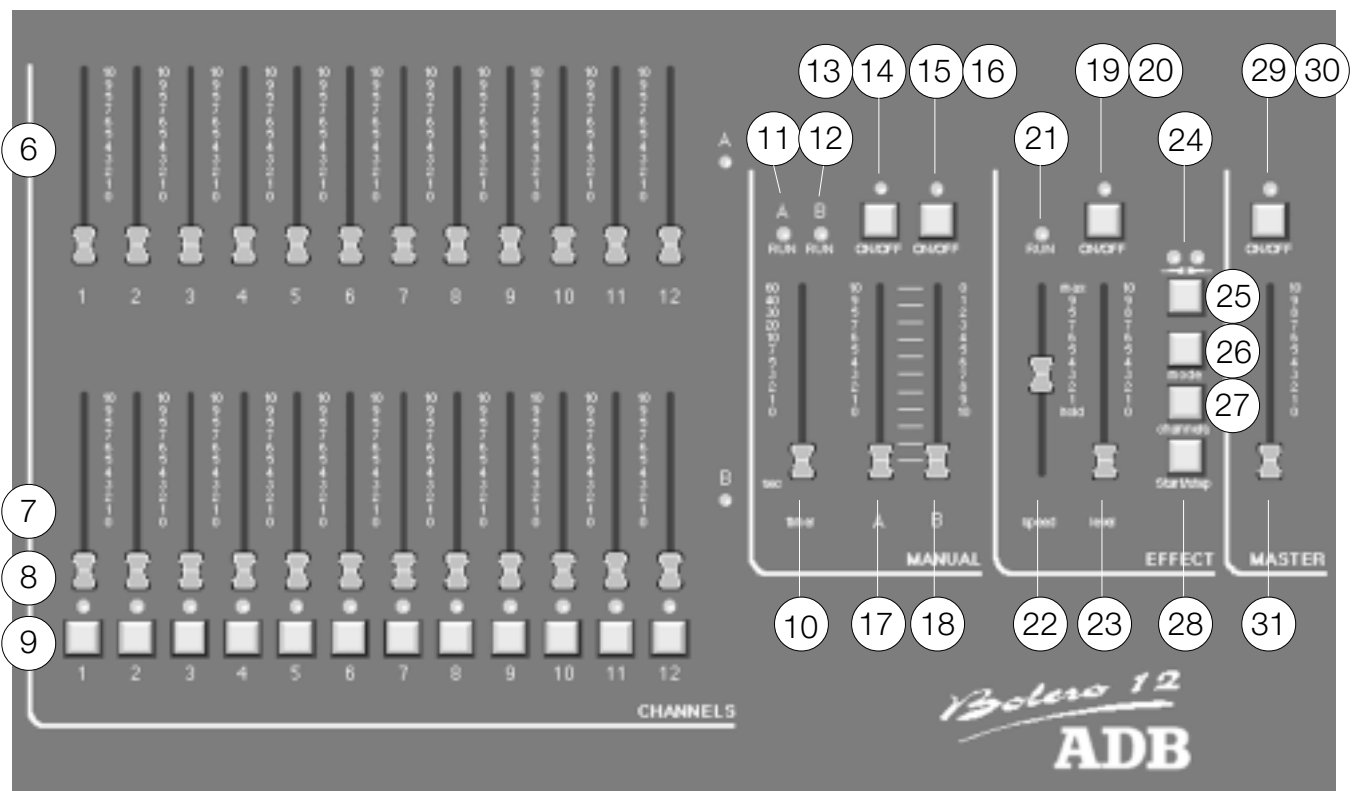 13 14 15 16 19 20 29 30
6 A 11 12 21 24
A B
RUN RUN ON/OFF ON/OFF RUN ON/OFF ON/OFF
25
1 2 3 4 5 6 7 8 9 10 11 12
26
mode
27
channels
B
sec
Start/stop
7
timer A B speed level
MANUAL EFFECT MASTER
8
9 10 17 18 22 23 28 31
1 2 3 4 5 6 7 8 9 10 11 12
CHANNELS
Bolero 12
ADB